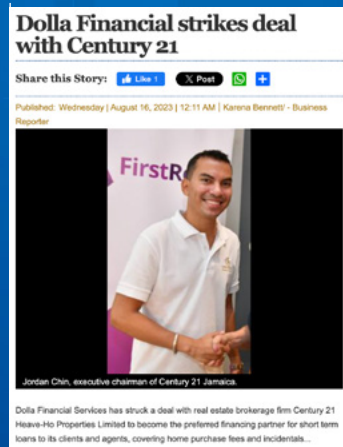 Dolla Financial strikes deal
with Century 21
Share this Story:
Like 1
Post
Published: Wednesday | August 16, 2023 | 12:11 AM | Karena Bennett/ - Business
Reporter
FirstR
Jordan Chin, executive chairman of Century 21 Jamaica.
Dolla Financial Services has struck a deal with real estate brokerage firm Century 21
Heave-Ho Properties Limited to become the preferred financing partner for short term
loans to its clients and agents, covering home purchase fees and incidentals...